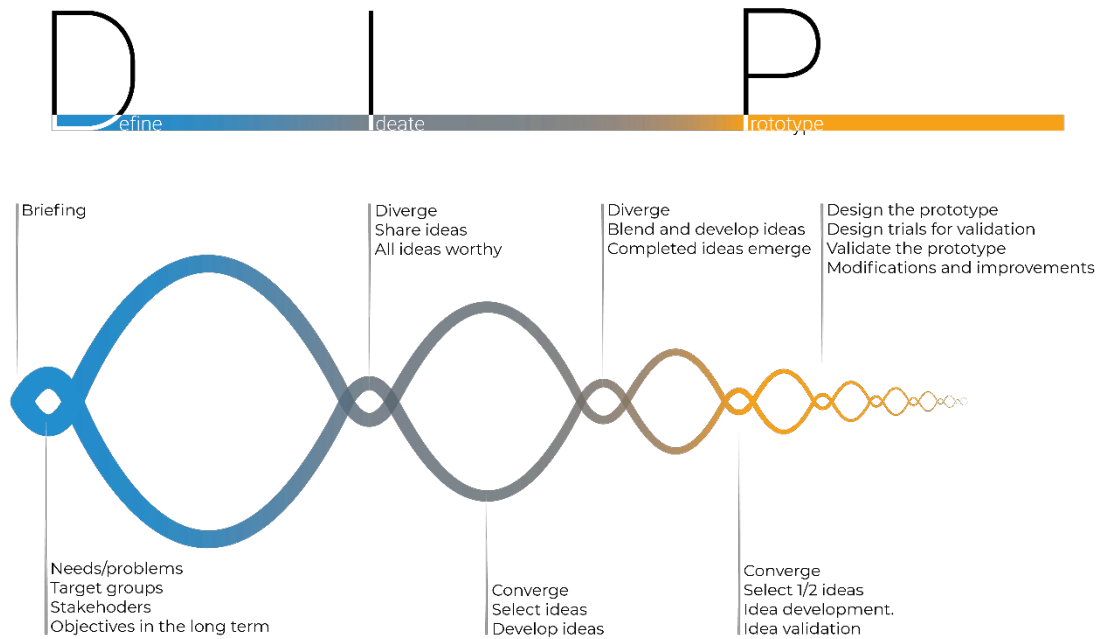 Define
Ideate
Prototype
Briefing
Diverge
Share ideas
All ideas worthy
Diverge
Blend and develop ideas
Completed ideas emerge
Design the prototype
Design trials for validation
Validate the prototype
Modifications and improvements
Needs/problems
Target groups
Stakehoders
Objectives in the long term
Converge
Select ideas
Develop ideas
Converge
Select 1/2 ideas
Idea development.
Idea validation